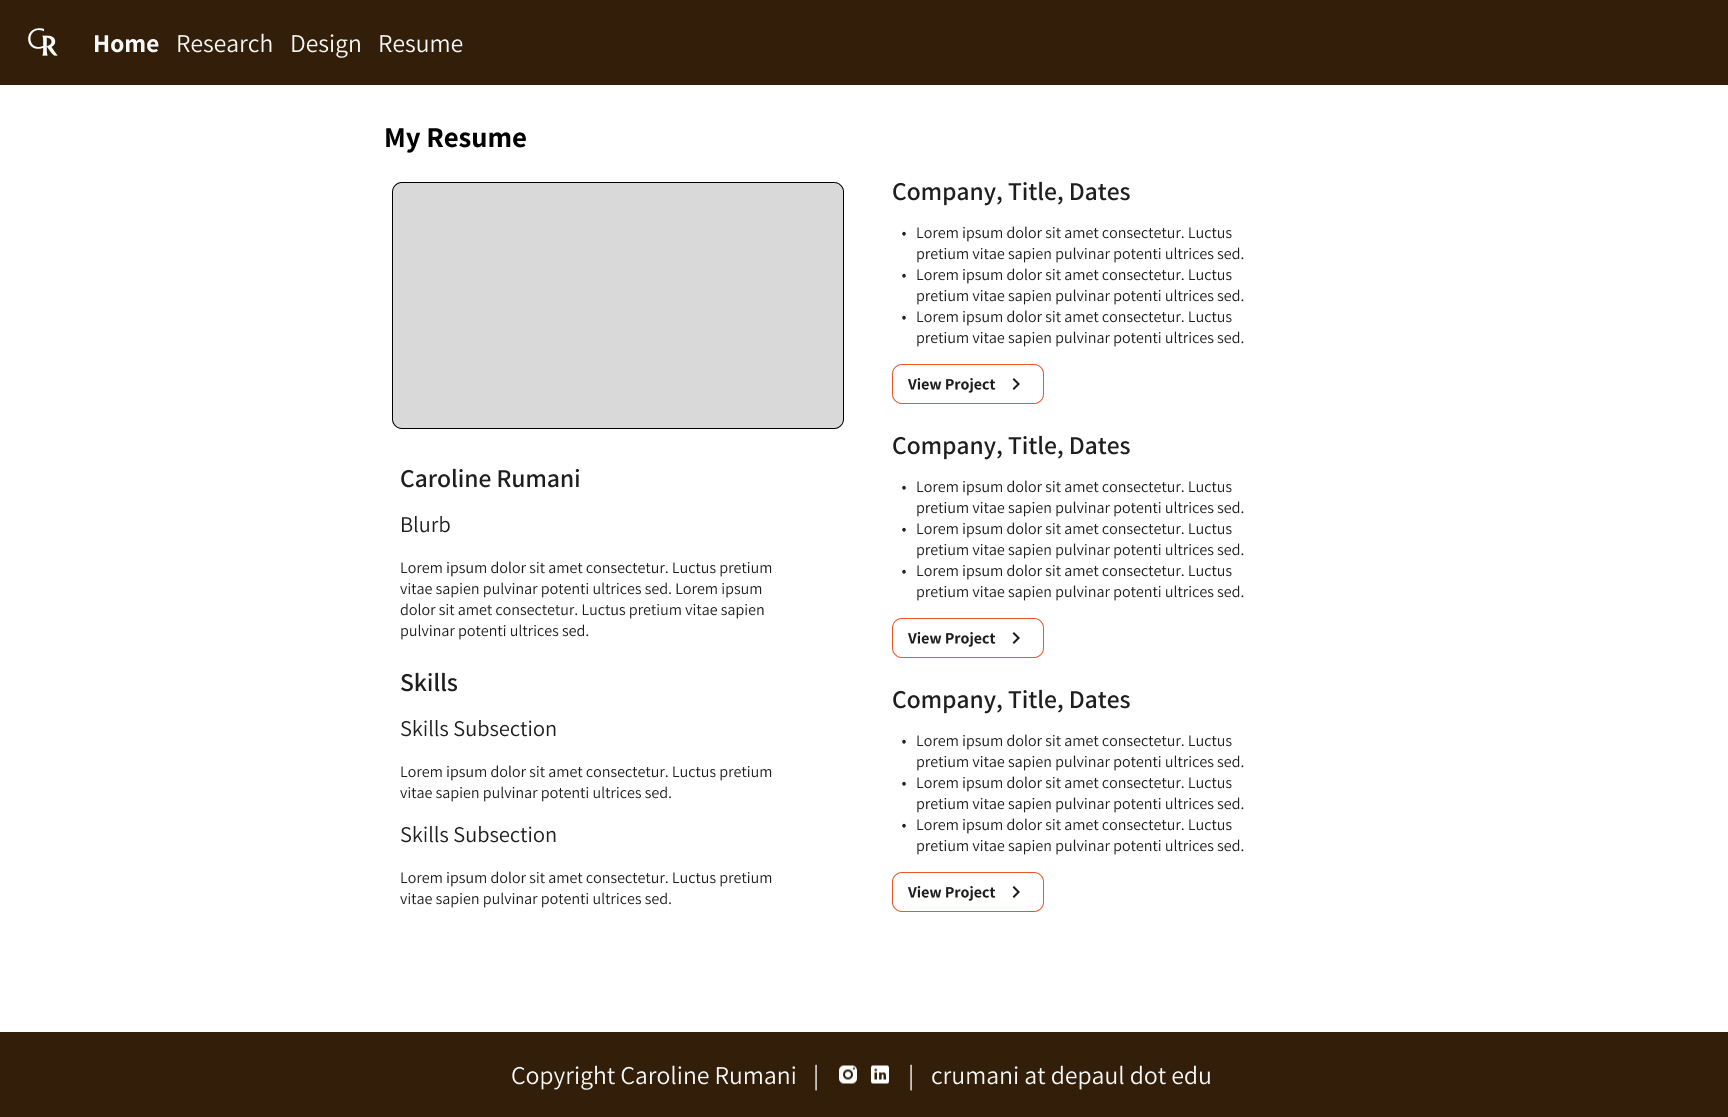 CR
Home Research Design Resume
My Resume
Caroline Rumani
Blurb
Lorem ipsum dolor sit amet consectetur. Luctus pretium
vitae sapien pulvinar potenti ultrices sed. Lorem ipsum
dolor sit amet consectetur. Luctus pretium vitae sapien
pulvinar potenti ultrices sed.
Skills
Skills Subsection
Lorem ipsum dolor sit amet consectetur. Luctus pretium
vitae sapien pulvinar potenti ultrices sed.
Skills Subsection
Lorem ipsum dolor sit amet consectetur. Luctus pretium
vitae sapien pulvinar potenti ultrices sed.
Company, Title, Dates
• Lorem ipsum dolor sit amet consectetur. Luctus
pretium vitae sapien pulvinar potenti ultrices sed.
• Lorem ipsum dolor sit amet consectetur. Luctus
pretium vitae sapien pulvinar potenti ultrices sed.
• Lorem ipsum dolor sit amet consectetur. Luctus
pretium vitae sapien pulvinar potenti ultrices sed.
View Project
Company, Title, Dates
• Lorem ipsum dolor sit amet consectetur. Luctus
pretium vitae sapien pulvinar potenti ultrices sed.
• Lorem ipsum dolor sit amet consectetur. Luctus
pretium vitae sapien pulvinar potenti ultrices sed.
• Lorem ipsum dolor sit amet consectetur. Luctus
pretium vitae sapien pulvinar potenti ultrices sed.
View Project
Company, Title, Dates
• Lorem ipsum dolor sit amet consectetur. Luctus
pretium vitae sapien pulvinar potenti ultrices sed.
• Lorem ipsum dolor sit amet consectetur. Luctus
pretium vitae sapien pulvinar potenti ultrices sed.
• Lorem ipsum dolor sit amet consectetur. Luctus
pretium vitae sapien pulvinar potenti ultrices sed.
View Project
Copyright Caroline Rumani | in | crumani at depaul dot edu